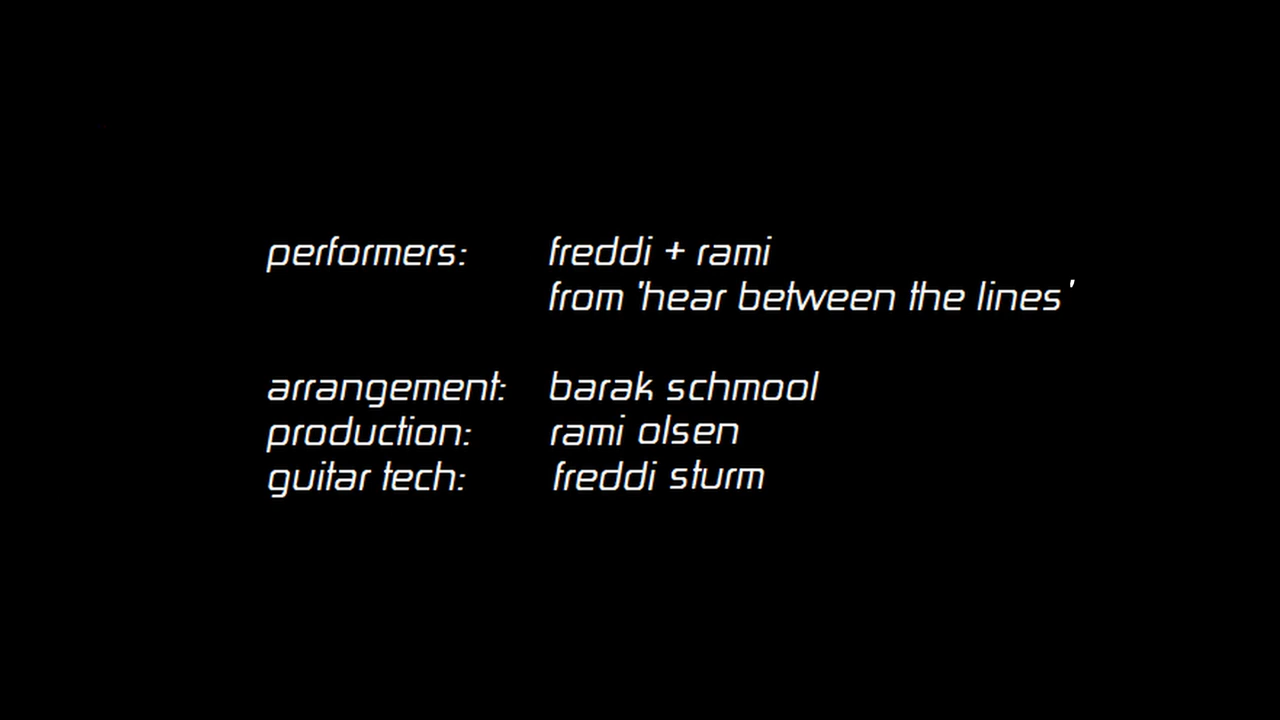 performers: freddi + rami
from 'hear between the lines'
arrangement: barak schmool
production: rami olsen
guitar tech: freddi sturm